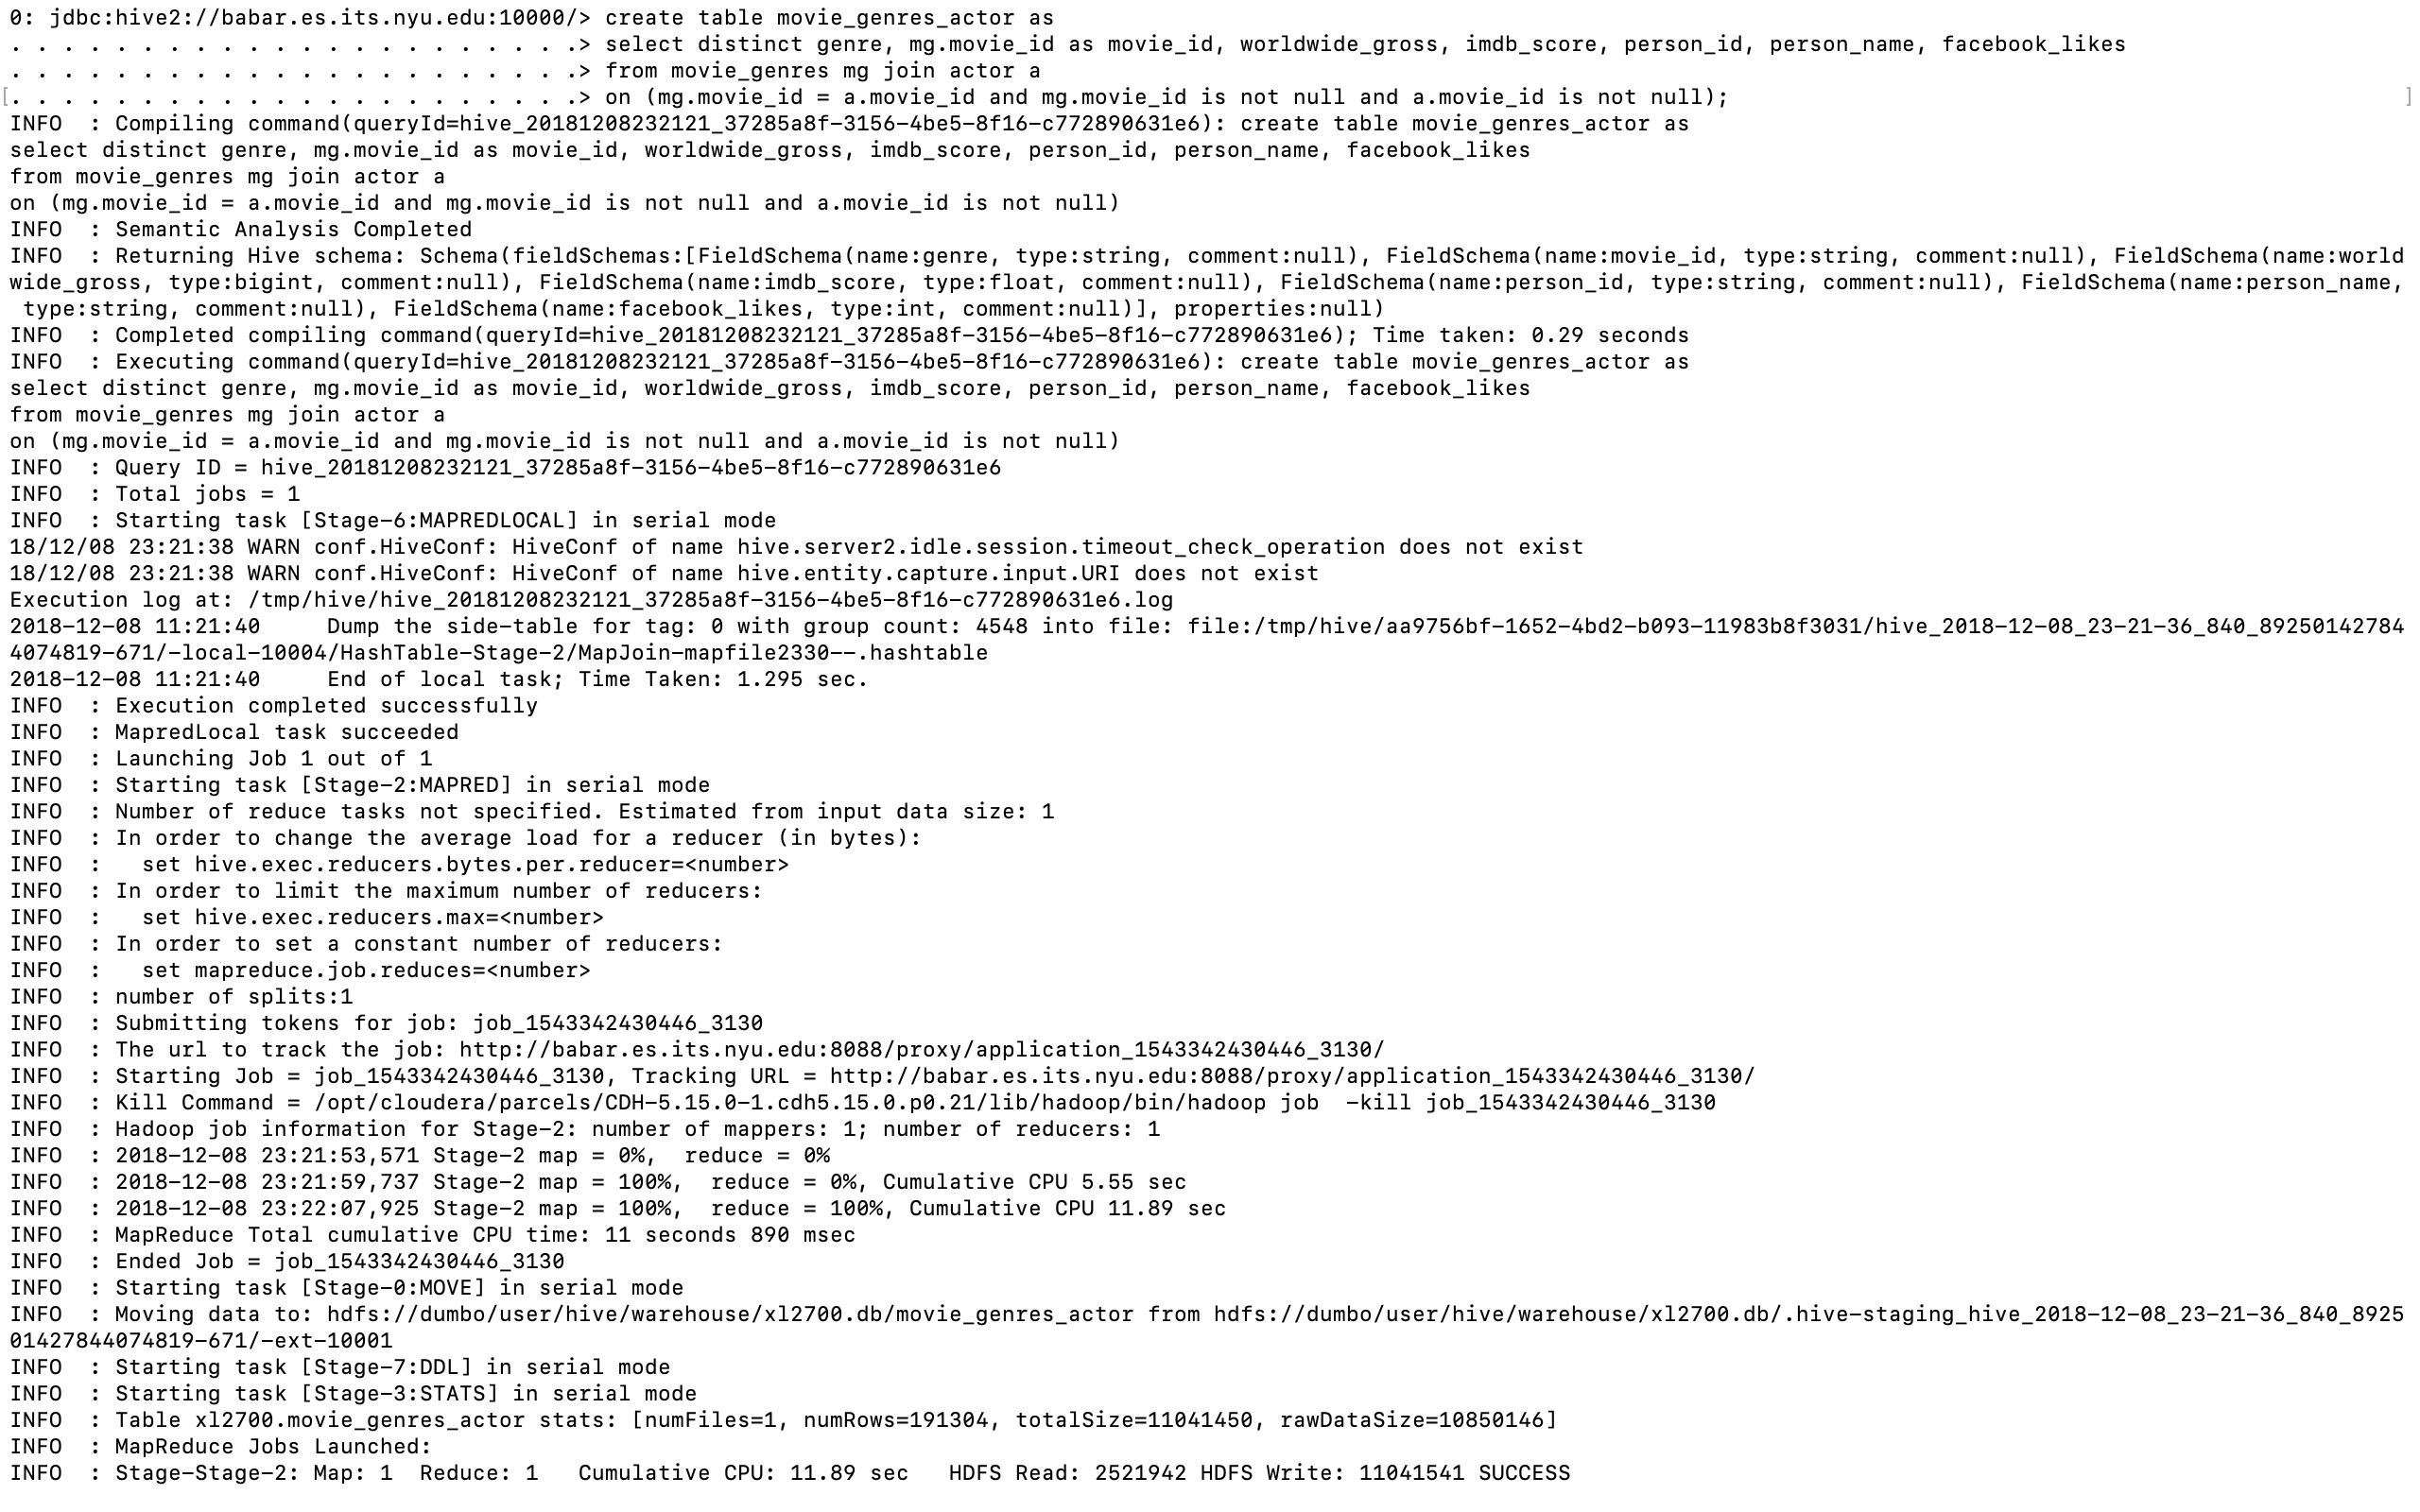 0: jdbc:hive2://babar.es.its.nyu.edu:10000/> create table movie_genres_actor as
. . . . . . . . . . . . . . . . . . . . . .> select distinct genre, mg.movie_id as movie_id, worldwide_gross, imdb_score, person_id, person_name, facebook_likes
. . . . . . . . . . . . . . . . . . . . . .> from movie_genres mg join actor a
[. . . . . . . . . . . . . . . . . . . . . .> on (mg.movie_id = a.movie_id and mg.movie_id is not null and a.movie_id is not null); ]
INFO  : Compiling command(queryId=hive_20181208232121_37285a8f-3156-4be5-8f16-c772890631e6): create table movie_genres_actor as
select distinct genre, mg.movie_id as movie_id, worldwide_gross, imdb_score, person_id, person_name, facebook_likes
from movie_genres mg join actor a
on (mg.movie_id = a.movie_id and mg.movie_id is not null and a.movie_id is not null)
INFO  : Semantic Analysis Completed
INFO  : Returning Hive schema: Schema(fieldSchemas:[FieldSchema(name:genre, type:string, comment:null), FieldSchema(name:movie_id, type:string, comment:null), FieldSchema(name:world
wide_gross, type:bigint, comment:null), FieldSchema(name:imdb_score, type:float, comment:null), FieldSchema(name:person_id, type:string, comment:null), FieldSchema(name:person_name,
 type:string, comment:null), FieldSchema(name:facebook_likes, type:int, comment:null)], properties:null)
INFO  : Completed compiling command(queryId=hive_20181208232121_37285a8f-3156-4be5-8f16-c772890631e6); Time taken: 0.29 seconds
INFO  : Executing command(queryId=hive_20181208232121_37285a8f-3156-4be5-8f16-c772890631e6): create table movie_genres_actor as
select distinct genre, mg.movie_id as movie_id, worldwide_gross, imdb_score, person_id, person_name, facebook_likes
from movie_genres mg join actor a
on (mg.movie_id = a.movie_id and mg.movie_id is not null and a.movie_id is not null)
INFO  : Query ID = hive_20181208232121_37285a8f-3156-4be5-8f16-c772890631e6
INFO  : Total jobs = 1
INFO  : Starting task [Stage-6:MAPREDLOCAL] in serial mode
18/12/08 23:21:38 WARN conf.HiveConf: HiveConf of name hive.server2.idle.session.timeout_check_operation does not exist
18/12/08 23:21:38 WARN conf.HiveConf: HiveConf of name hive.entity.capture.input.URI does not exist
Execution log at: /tmp/hive/hive_20181208232121_37285a8f-3156-4be5-8f16-c772890631e6.log
2018-12-08 11:21:40     Dump the side-table for tag: 0 with group count: 4548 into file: file:/tmp/hive/aa9756bf-1652-4bd2-b093-11983b8f3031/hive_2018-12-08_23-21-36_840_89250142784
4074819-671/-local-10004/HashTable-Stage-2/MapJoin-mapfile2330--.hashtable
2018-12-08 11:21:40     End of local task; Time Taken: 1.295 sec.
INFO  : Execution completed successfully
INFO  : MapredLocal task succeeded
INFO  : Launching Job 1 out of 1
INFO  : Starting task [Stage-2:MAPRED] in serial mode
INFO  : Number of reduce tasks not specified. Estimated from input data size: 1
INFO  : In order to change the average load for a reducer (in bytes):
INFO  :   set hive.exec.reducers.bytes.per.reducer=<number>
INFO  : In order to limit the maximum number of reducers:
INFO  :   set hive.exec.reducers.max=<number>
INFO  : In order to set a constant number of reducers:
INFO  :   set mapreduce.job.reduces=<number>
INFO  : number of splits:1
INFO  : Submitting tokens for job: job_1543342430446_3130
INFO  : The url to track the job: http://babar.es.its.nyu.edu:8088/proxy/application_1543342430446_3130/
INFO  : Starting Job = job_1543342430446_3130, Tracking URL = http://babar.es.its.nyu.edu:8088/proxy/application_1543342430446_3130/
INFO  : Kill Command = /opt/cloudera/parcels/CDH-5.15.0-1.cdh5.15.0.p0.21/lib/hadoop/bin/hadoop job  -kill job_1543342430446_3130
INFO  : Hadoop job information for Stage-2: number of mappers: 1; number of reducers: 1
INFO  : 2018-12-08 23:21:53,571 Stage-2 map = 0%,  reduce = 0%
INFO  : 2018-12-08 23:21:59,737 Stage-2 map = 100%,  reduce = 0%, Cumulative CPU 5.55 sec
INFO  : 2018-12-08 23:22:07,925 Stage-2 map = 100%,  reduce = 100%, Cumulative CPU 11.89 sec
INFO  : MapReduce Total cumulative CPU time: 11 seconds 890 msec
INFO  : Ended Job = job_1543342430446_3130
INFO  : Starting task [Stage-0:MOVE] in serial mode
INFO  : Moving data to: hdfs://dumbo/user/hive/warehouse/xl2700.db/movie_genres_actor from hdfs://dumbo/user/hive/warehouse/xl2700.db/.hive-staging_hive_2018-12-08_23-21-36_840_8925
01427844074819-671/-ext-10001
INFO  : Starting task [Stage-7:DDL] in serial mode
INFO  : Starting task [Stage-3:STATS] in serial mode
INFO  : Table xl2700.movie_genres_actor stats: [numFiles=1, numRows=191304, totalSize=11041450, rawDataSize=10850146]
INFO  : MapReduce Jobs Launched:
INFO  : Stage-Stage-2: Map: 1  Reduce: 1   Cumulative CPU: 11.89 sec   HDFS Read: 2521942 HDFS Write: 11041541 SUCCESS